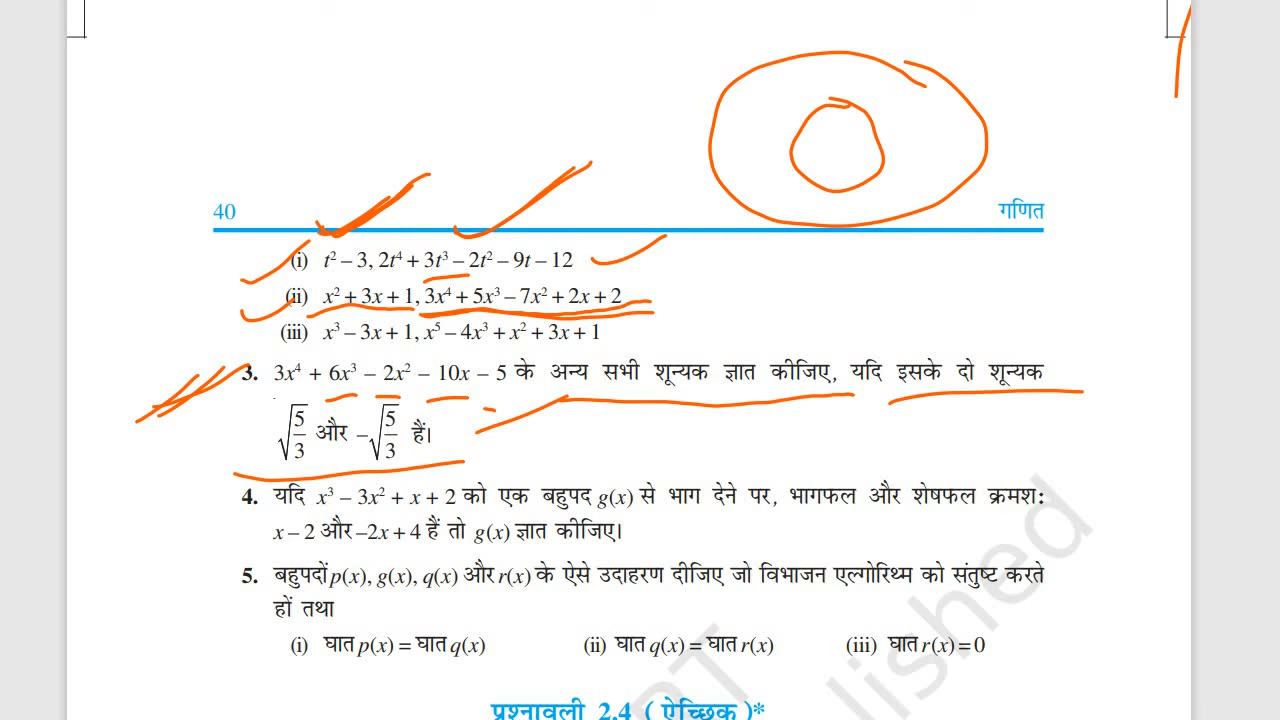 40 गणित
(i) t² – 3, 2t⁴ + 3t³ – 2t² – 9t – 12
(ii) x² + 3x + 1, 3x⁴ + 5x³ – 7x² + 2x + 2
(iii) x³ – 3x + 1, x⁵ – 4x³ + x² + 3x + 1
3. 3x⁴ + 6x³ – 2x² – 10x – 5 के अन्य सभी शून्यक ज्ञात कीजिए, यदि इसके दो शून्यक
√(5/3) और –√(5/3) हैं।
4. यदि x³ – 3x² + x + 2 को एक बहुपद g(x) से भाग देने पर, भागफल और शेषफल क्रमश:
x – 2 और –2x + 4 हैं तो g(x) ज्ञात कीजिए।
5. बहुपदों p(x), g(x), q(x) और r(x) के ऐसे उदाहरण दीजिए जो विभाजन एल्गोरिथ्म को संतुष्ट करते
हों तथा
(i) घात p(x) = घात q(x) (ii) घात q(x) = घात r(x) (iii) घात r(x) = 0
प्रश्नावली 2.4 ( ऐच्छिक )*